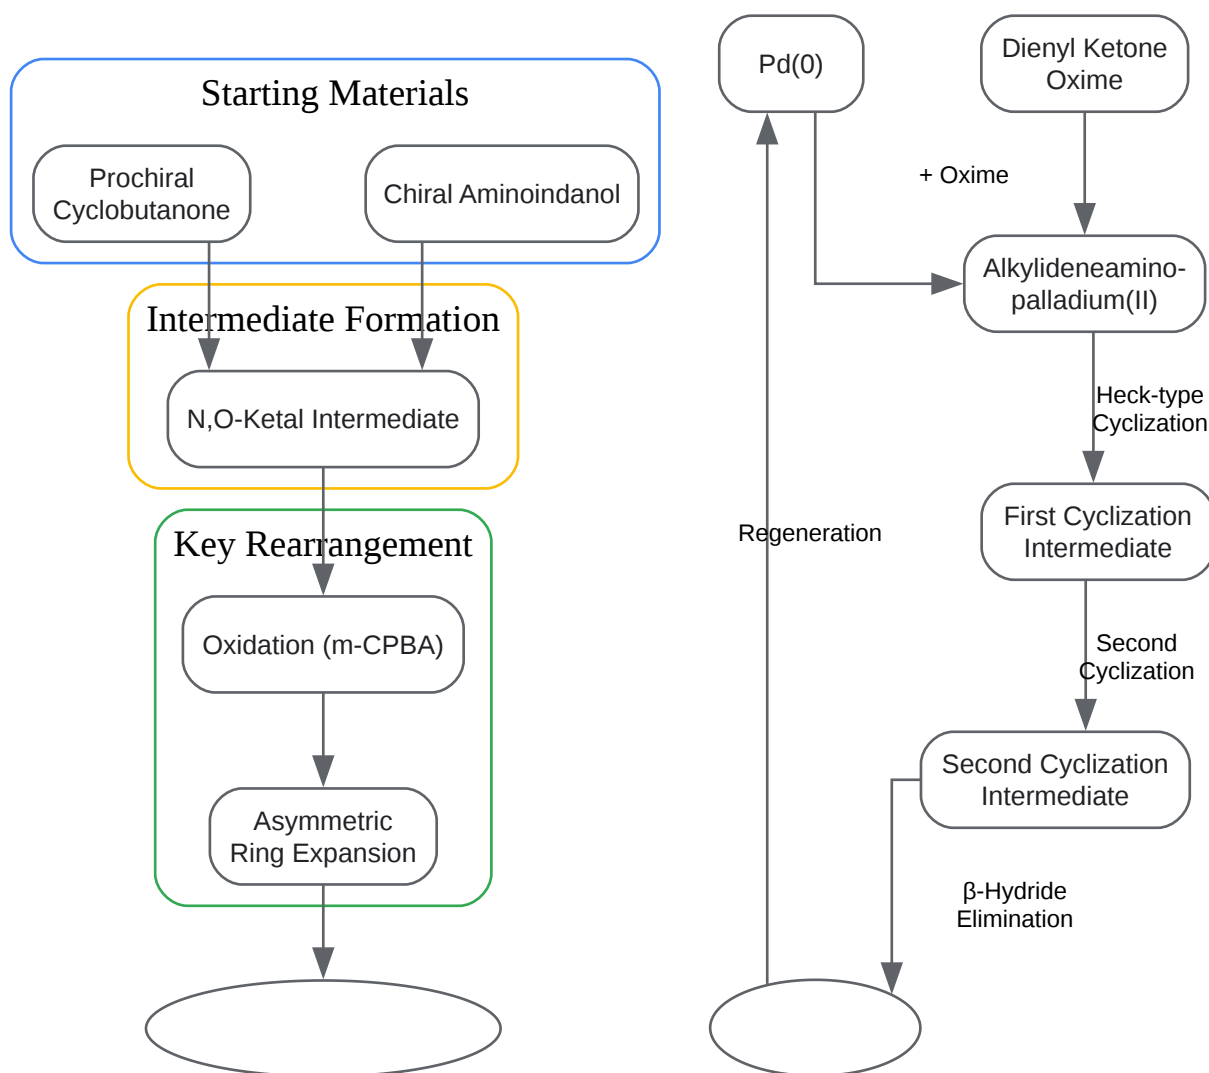 Starting Materials
Prochiral
Cyclobutanone
Chiral Aminoindanol
Intermediate Formation
N,O-Ketal Intermediate
Key Rearrangement
Oxidation (m-CPBA)
Asymmetric
Ring Expansion
Pd(0)
Dienyl Ketone
Oxime
+ Oxime
Alkylideneamino-
palladium(II)
Heck-type
Cyclization
First Cyclization
Intermediate
Regeneration
Second
Cyclization
Second Cyclization
Intermediate
β-Hydride
Elimination